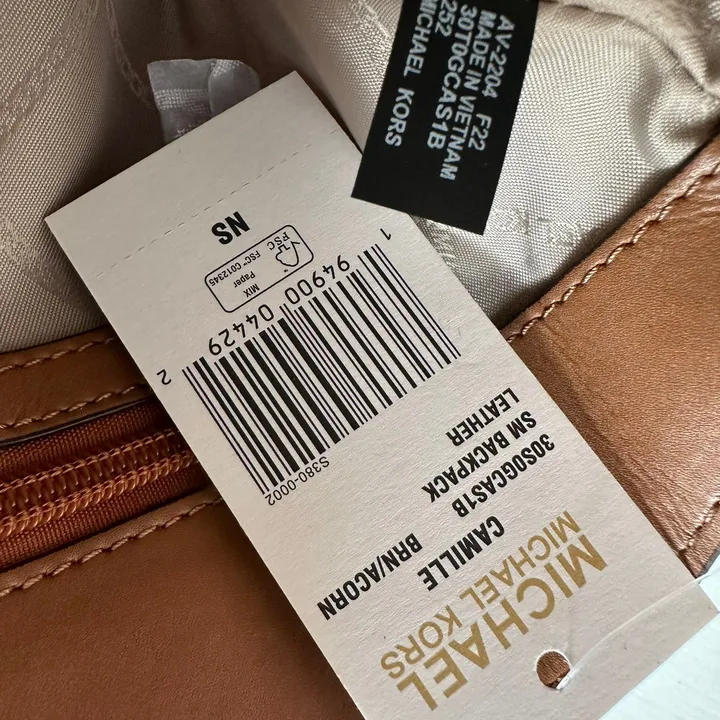 AV-2204 F22
MADE IN VIETNAM
30T0GCAS1B
252
MICHAEL KORS
MICHAEL
MICHAEL KORS
CAMILLE
BRN/ACORN
30S0GCAS1B
SM BACKPACK
LEATHER
S380-0002
1 94900 04429 2
MIX
Paper
FSC™ C012345
FSC
NS